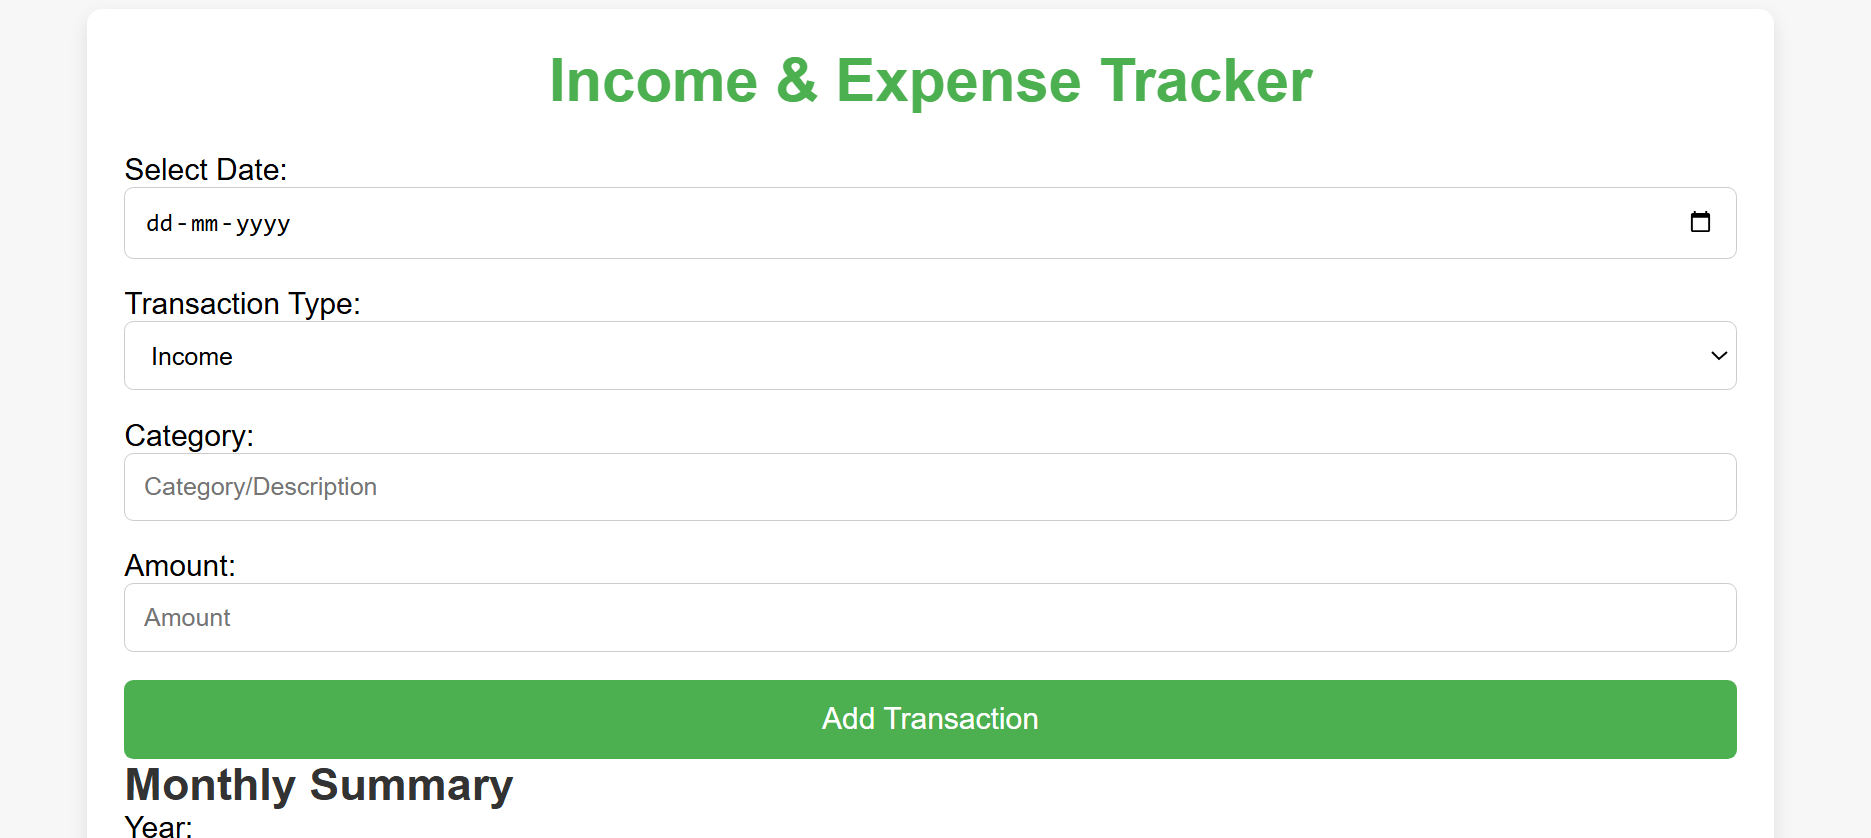 Income & Expense Tracker
Select Date:
dd-mm-yyyy
Transaction Type:
Income
Category:
Category/Description
Amount:
Amount
Add Transaction
Monthly Summary
Year: